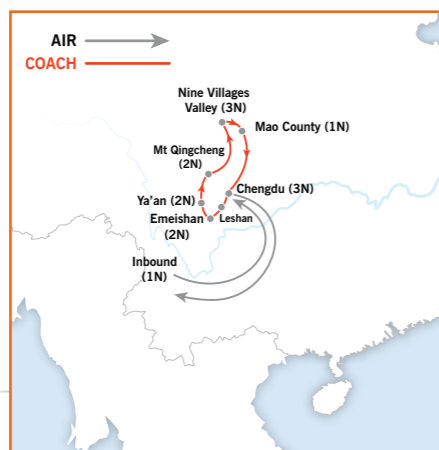 AIR
COACH
Nine Villages
Valley (3N)
Mao County (1N)
Mt Qingcheng
(2N)
Chengdu (3N)
Ya'an (2N)
Emeishan
(2N)
Leshan
Inbound
(1N)